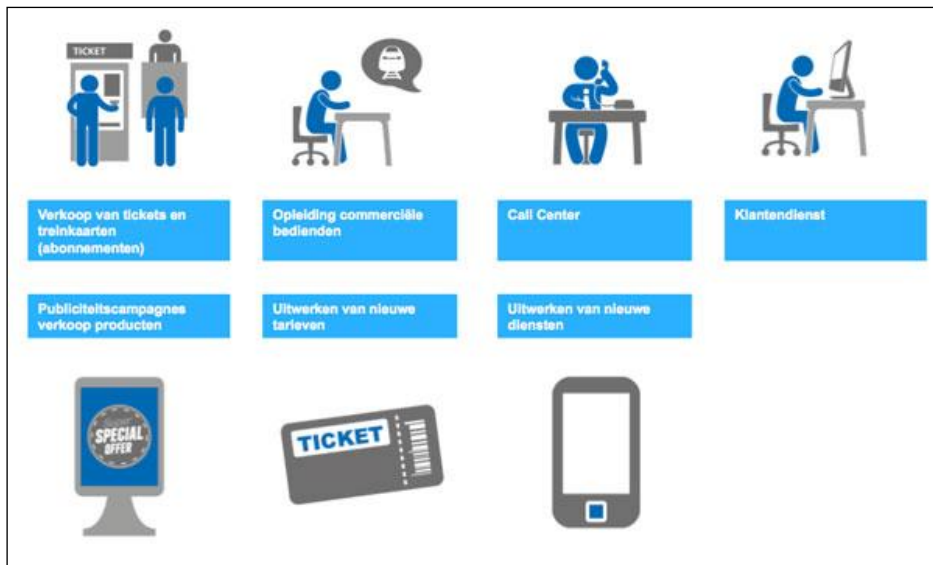 TICKET
Verkoop van tickets en
treinkaarten
(abonnementen)
Opleiding commerciële
bedienden
Call Center
Klantendienst
Publiciteitscampagnes
verkoop producten
Uitwerken van nieuwe
tarieven
Uitwerken van nieuwe
diensten
Super
SPECIAL
OFFER
TICKET